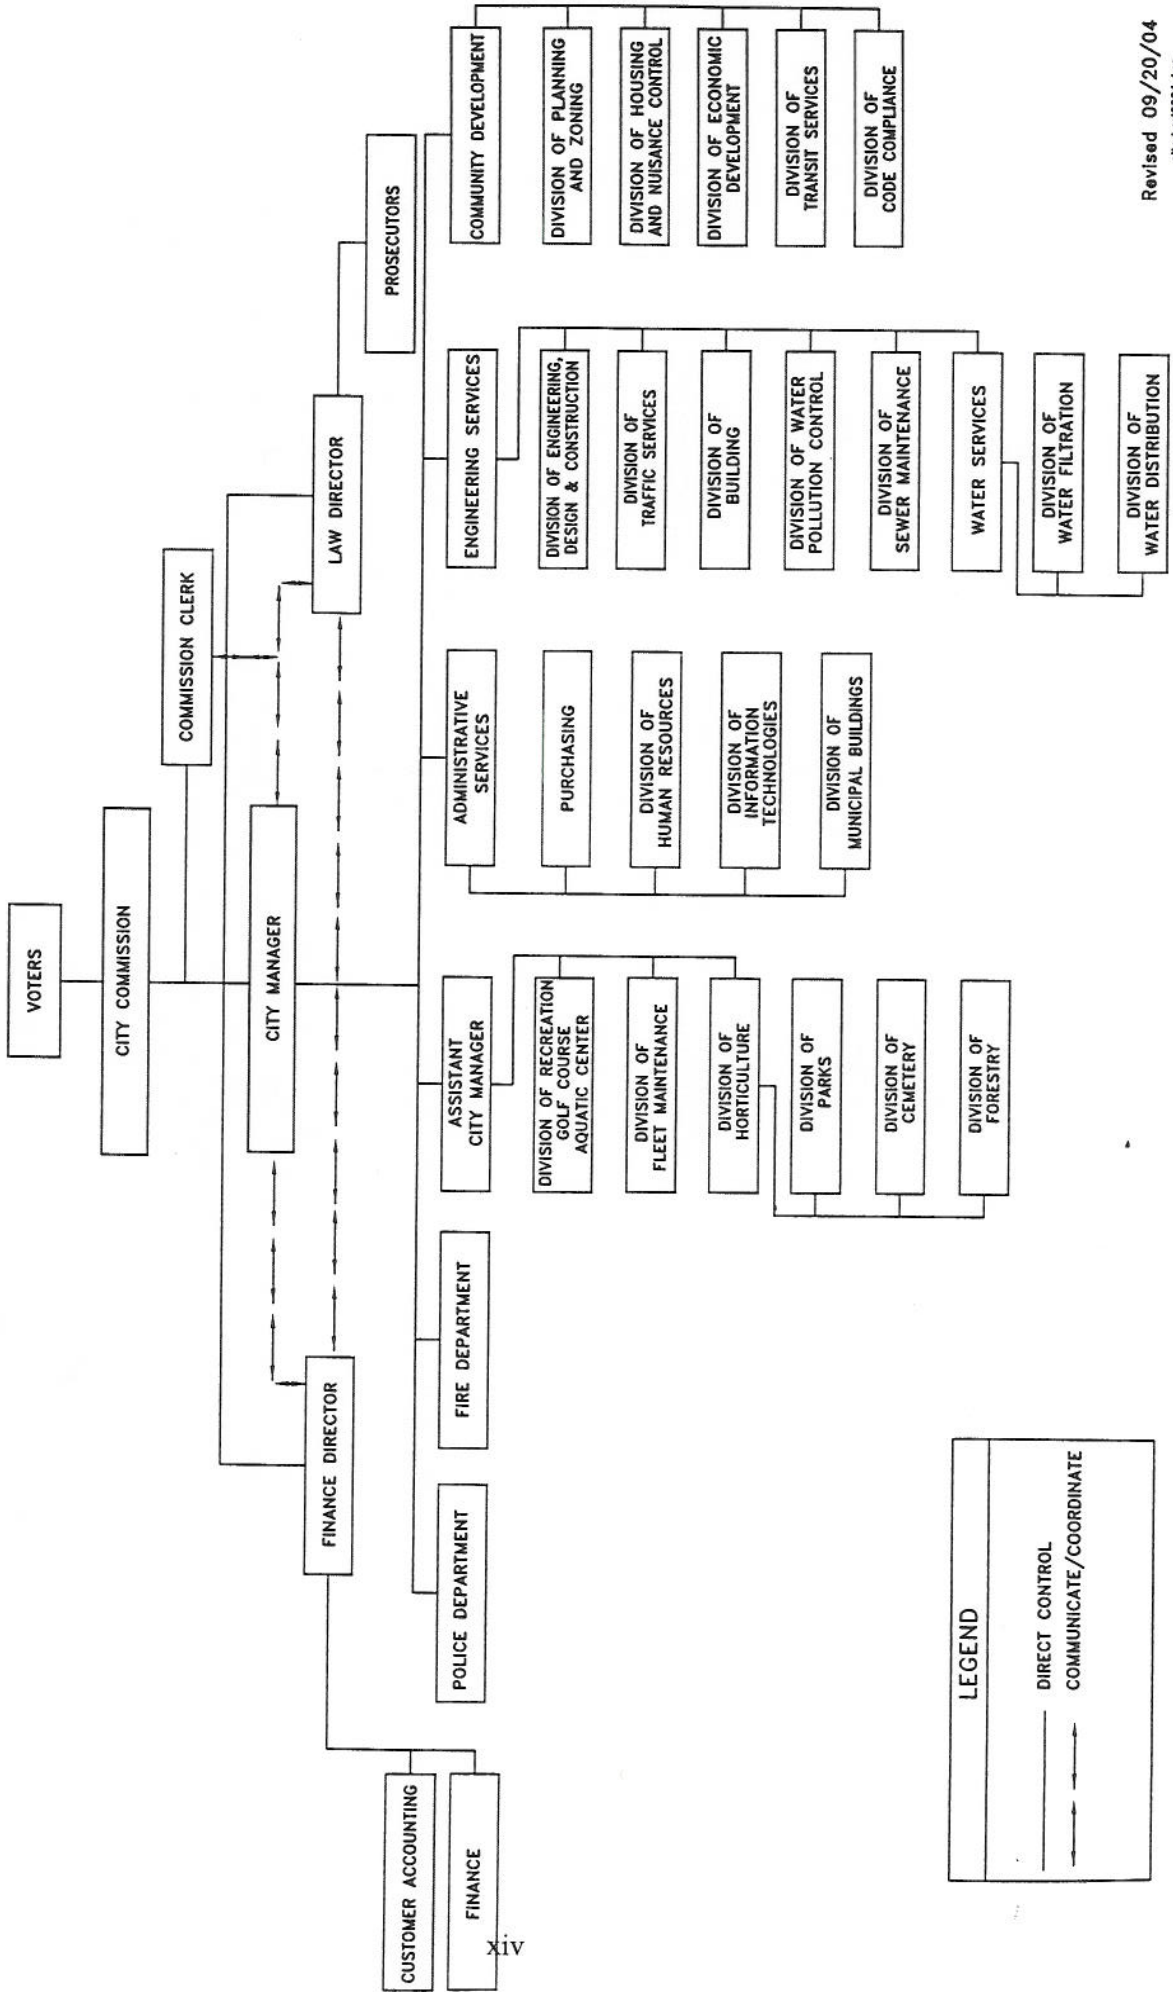 VOTERS
CITY COMMISSION
COMMISSION CLERK
CITY MANAGER
FINANCE DIRECTOR
LAW DIRECTOR
CUSTOMER ACCOUNTING
FINANCE
PROSECUTORS
POLICE DEPARTMENT
FIRE DEPARTMENT
ASSISTANT
CITY MANAGER
DIVISION OF RECREATION
GOLF COURSE
AQUATIC CENTER
DIVISION OF
FLEET MAINTENANCE
DIVISION OF
HORTICULTURE
DIVISION OF
PARKS
DIVISION OF
CEMETERY
DIVISION OF
FORESTRY
ADMINISTRATIVE
SERVICES
PURCHASING
DIVISION OF
HUMAN RESOURCES
DIVISION OF
INFORMATION
TECHNOLOGIES
DIVISION OF
MUNICIPAL BUILDINGS
ENGINEERING SERVICES
DIVISION OF ENGINEERING,
DESIGN & CONSTRUCTION
DIVISION OF
TRAFFIC SERVICES
DIVISION OF
BUILDING
DIVISION OF WATER
POLLUTION CONTROL
DIVISION OF
SEWER MAINTENANCE
WATER SERVICES
DIVISION OF
WATER FILTRATION
DIVISION OF
WATER DISTRIBUTION
COMMUNITY DEVELOPMENT
DIVISION OF PLANNING
AND ZONING
DIVISION OF HOUSING
AND NUISANCE CONTROL
DIVISION OF ECONOMIC
DEVELOPMENT
DIVISION OF
TRANSIT SERVICES
DIVISION OF
CODE COMPLIANCE
LEGEND
DIRECT CONTROL
COMMUNICATE/COORDINATE
Revised 09/20/04
xiv